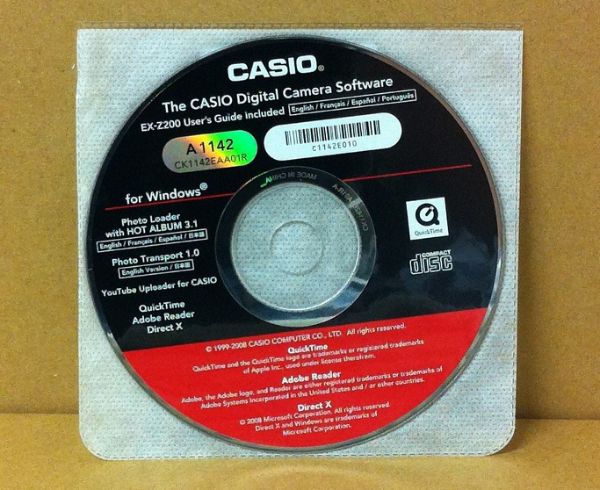 CASIO®
The CASIO Digital Camera Software
EX-Z200 User's Guide Included English / Français / Español / Português
A1142
CK1142EAA01R
C1142E010
for Windows®
Photo Loader
with HOT ALBUM 3.1
English / Français / Español / 日本語
Photo Transport 1.0
English Version / 日本語
YouTube Uploader for CASIO
QuickTime
Adobe Reader
Direct X
QuickTime
COMPACT
disc
MADE IN CHINA
© 1999-2008 CASIO COMPUTER CO., LTD All rights reserved.
QuickTime
QuickTime and the QuickTime logo are trademarks or registered trademarks
of Apple Inc., used under license therefrom.
Adobe Reader
Adobe, the Adobe logo, and Reader are either registered trademarks or trademarks of
Adobe Systems Incorporated in the United States and / or other countries.
Direct X
© 2008 Microsoft Corporation. All rights reserved.
Direct X and Windows are trademarks of
Microsoft Corporation.